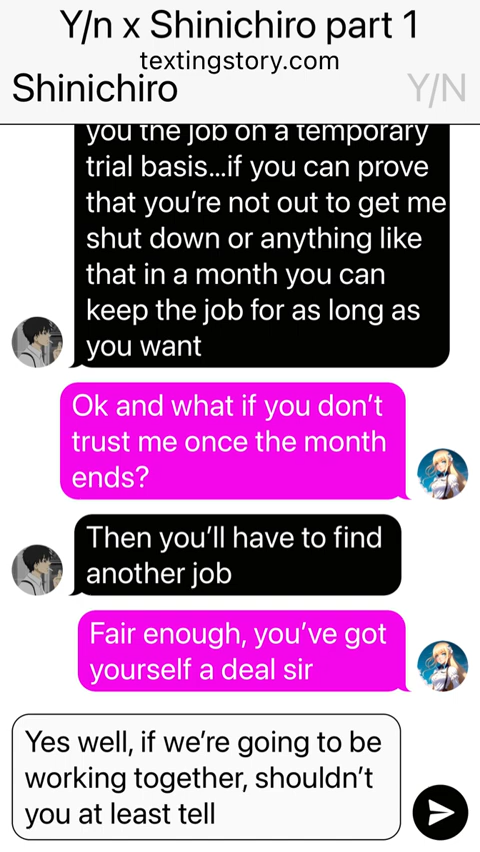 Y/n x Shinichiro part 1
textingstory.com
Shinichiro Y/N
you the job on a temporary
trial basis...if you can prove
that you’re not out to get me
shut down or anything like
that in a month you can
keep the job for as long as
you want
Ok and what if you don’t
trust me once the month
ends?
Then you’ll have to find
another job
Fair enough, you’ve got
yourself a deal sir
Yes well, if we’re going to be
working together, shouldn’t
you at least tell